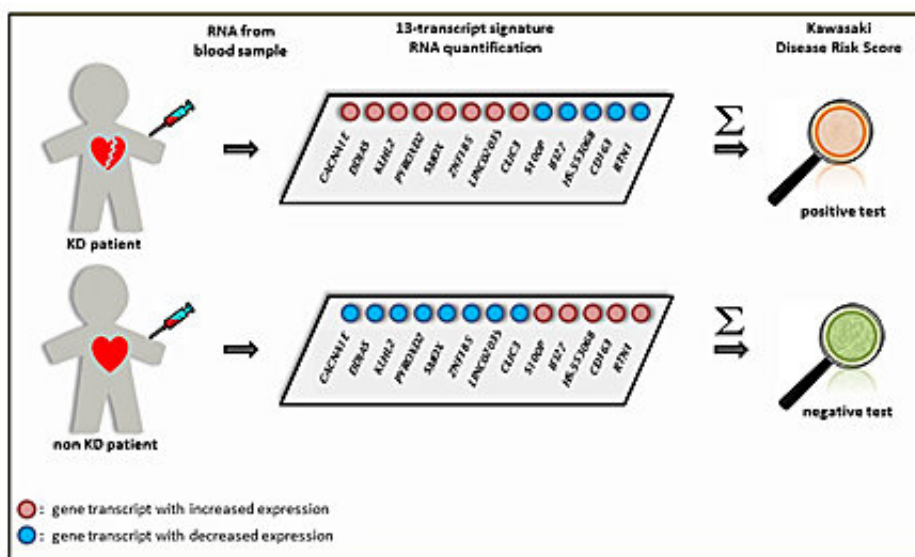 RNA from
blood sample
13-transcript signature
RNA quantification
Kawasaki
Disease Risk Score
CACNA1E
DDIAS
KLHL2
PYROXD2
SMOX
ZNF185
LINC02035
CLIC3
S100P
IFI27
HS.553068
CD163
RTN1
Σ
positive test
KD patient
CACNA1E
DDIAS
KLHL2
PYROXD2
SMOX
ZNF185
LINC02035
CLIC3
S100P
IFI27
HS.553068
CD163
RTN1
Σ
negative test
non KD patient
: gene transcript with increased expression
: gene transcript with decreased expression